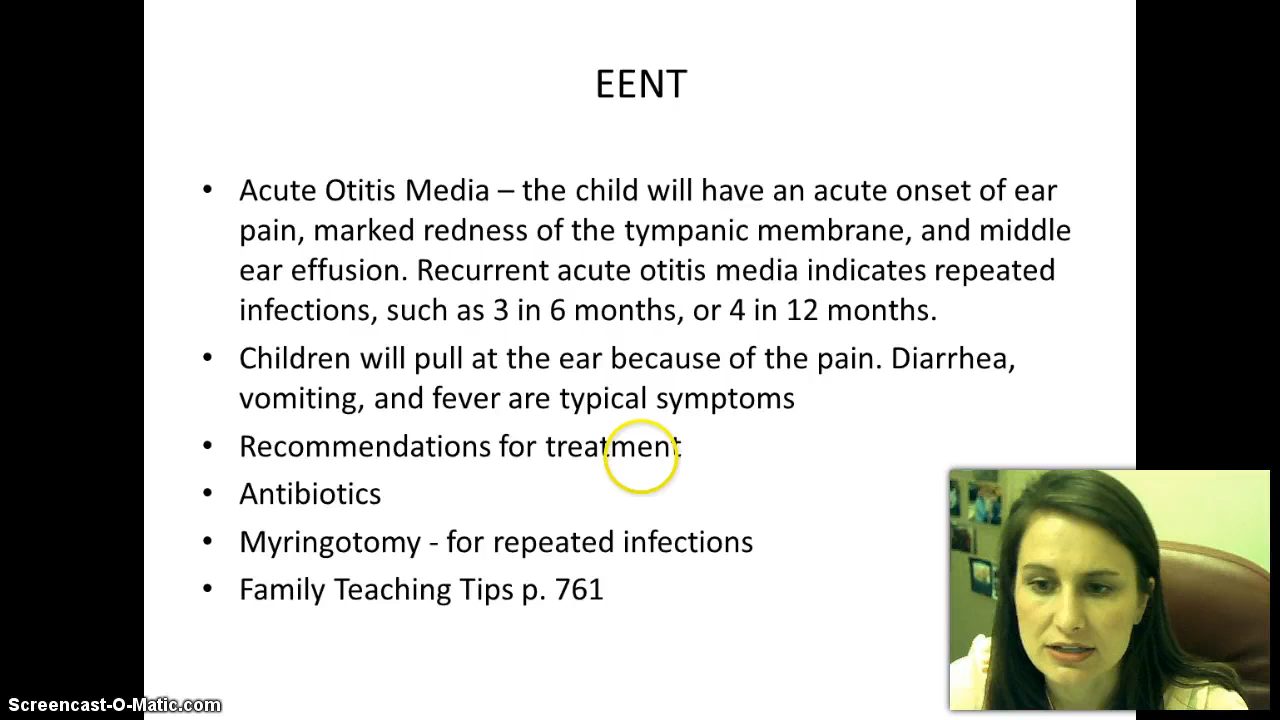 EENT
• Acute Otitis Media – the child will have an acute onset of ear
pain, marked redness of the tympanic membrane, and middle
ear effusion. Recurrent acute otitis media indicates repeated
infections, such as 3 in 6 months, or 4 in 12 months.
• Children will pull at the ear because of the pain. Diarrhea,
vomiting, and fever are typical symptoms
• Recommendations for treatment
• Antibiotics
• Myringotomy - for repeated infections
• Family Teaching Tips p. 761
Screencast-O-Matic.com